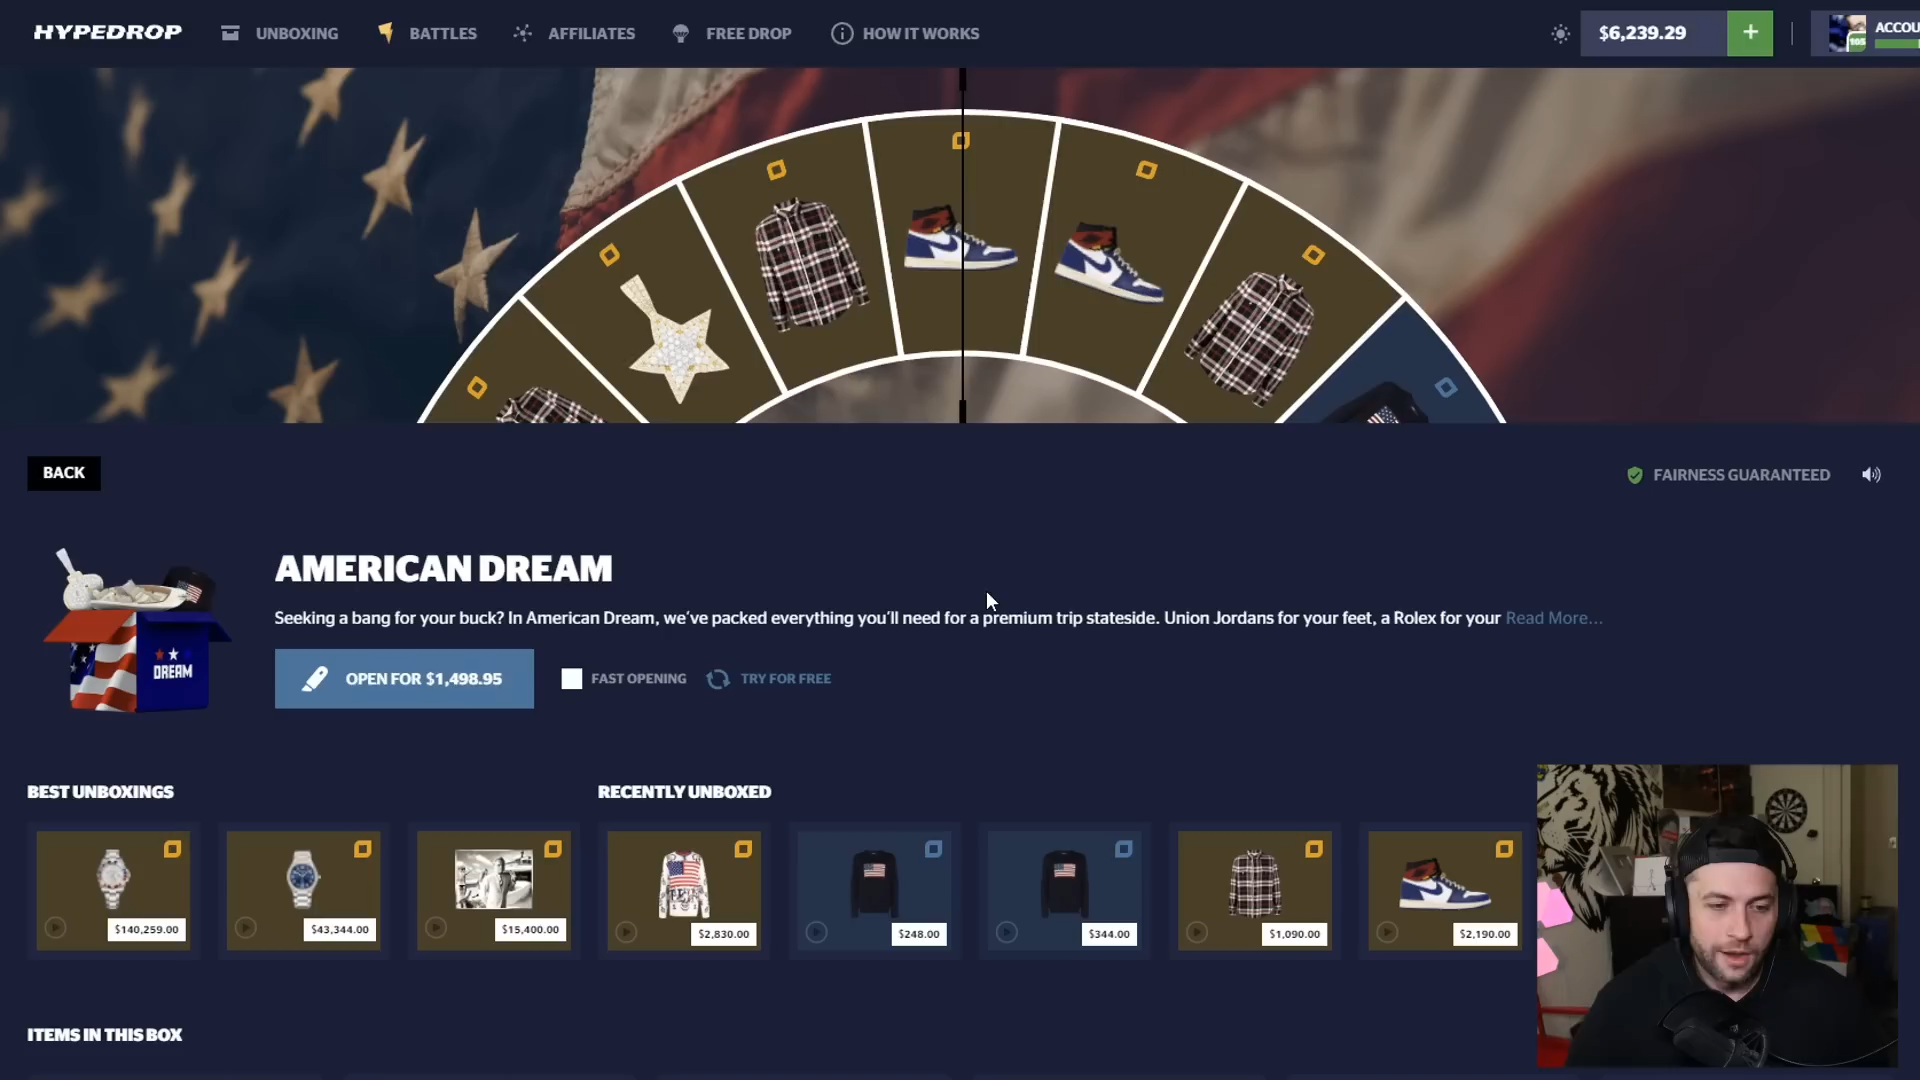 HYPEDROP
UNBOXING
BATTLES
AFFILIATES
FREE DROP
HOW IT WORKS
$6,239.29
+
105
ACCOU
BACK
FAIRNESS GUARANTEED
DREAM
AMERICAN DREAM
Seeking a bang for your buck? In American Dream, we've packed everything you'll need for a premium trip stateside. Union Jordans for your feet, a Rolex for your Read More...
OPEN FOR $1,498.95
FAST OPENING
TRY FOR FREE
BEST UNBOXINGS
RECENTLY UNBOXED
$140,259.00
$43,344.00
$15,400.00
$2,830.00
$248.00
$344.00
$1,090.00
$2,190.00
ITEMS IN THIS BOX